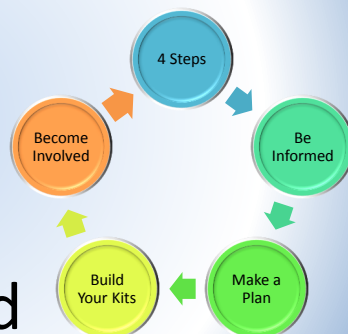 4 Steps
Be
Informed
Make a
Plan
Build
Your Kits
Become
Involved
d